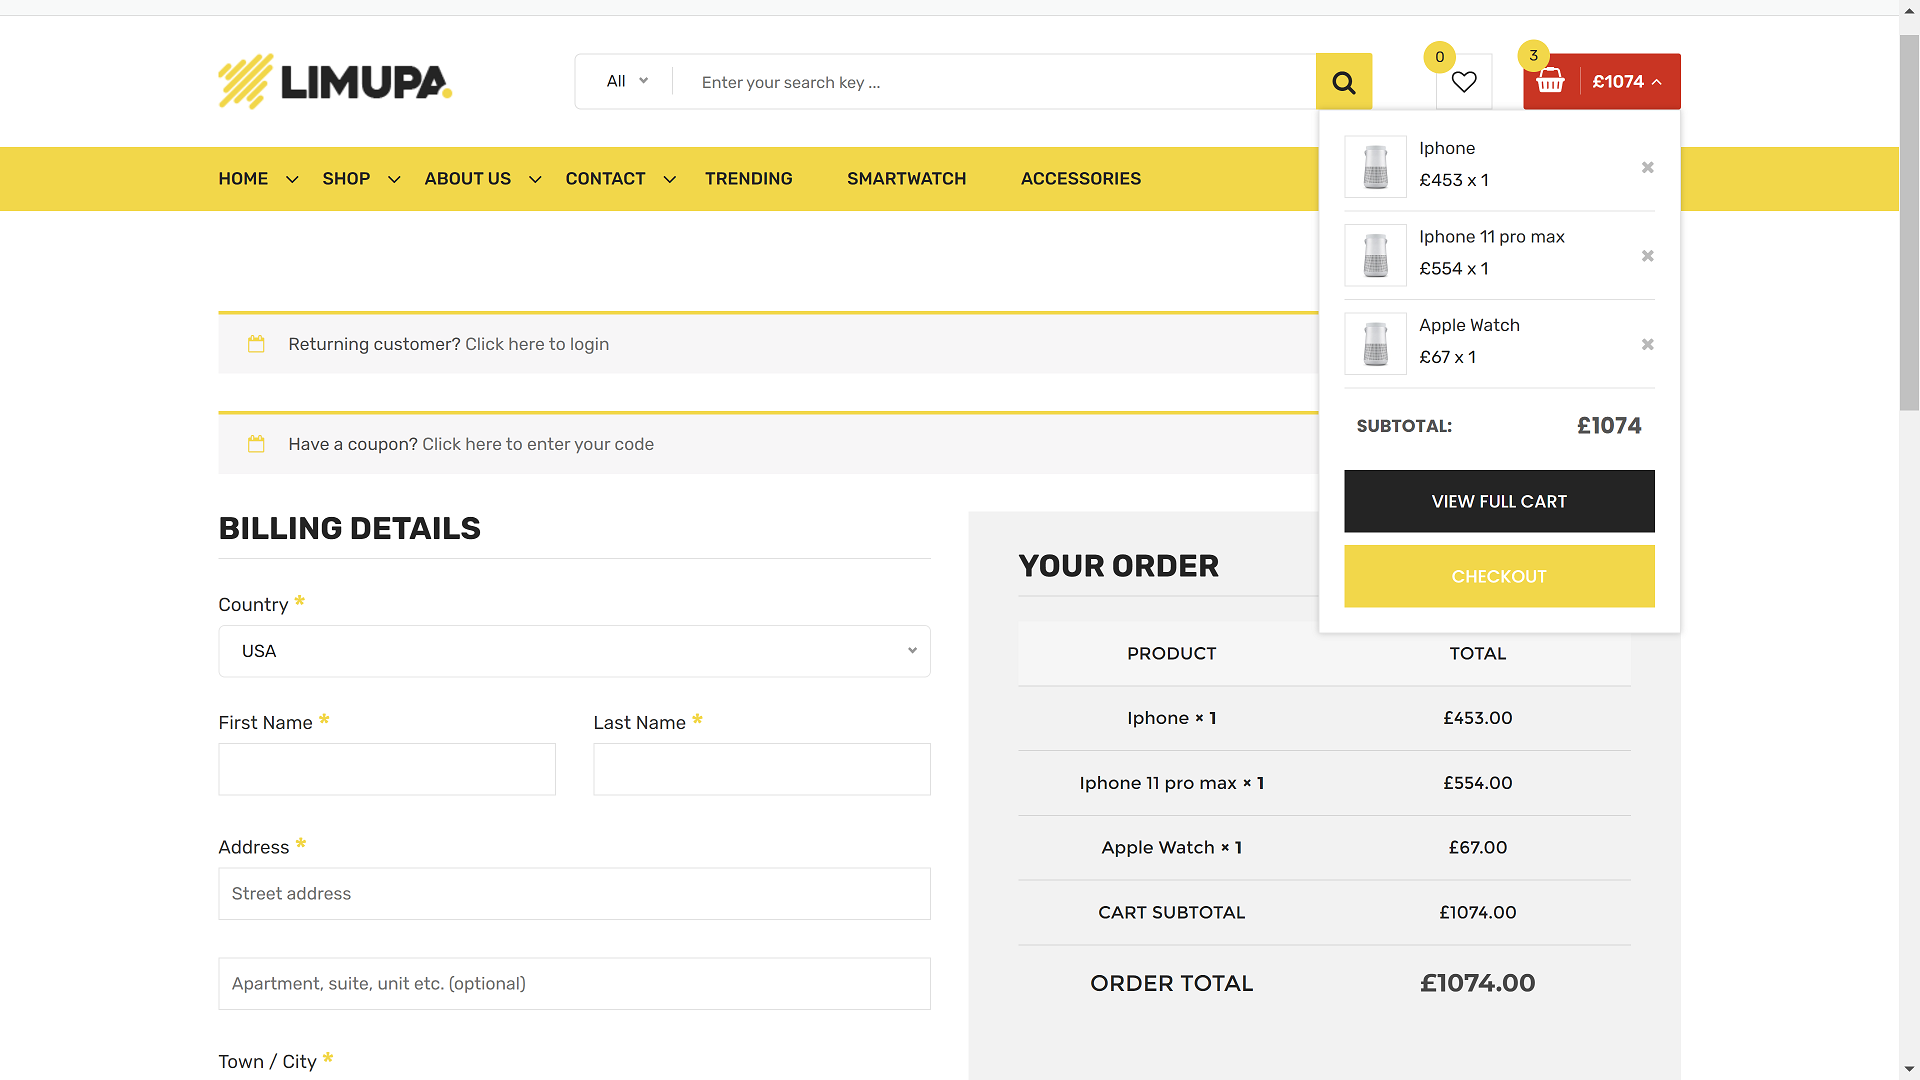 LIMUPA.
All
Enter your search key ...
0
3
£1074
HOME
SHOP
ABOUT US
CONTACT
TRENDING
SMARTWATCH
ACCESSORIES
Iphone
£453 x 1
Iphone 11 pro max
£554 x 1
Apple Watch
£67 x 1
SUBTOTAL: £1074
VIEW FULL CART
CHECKOUT
Returning customer? Click here to login
Have a coupon? Click here to enter your code
BILLING DETAILS
Country *
USA
First Name *
Last Name *
Address *
Street address
Apartment, suite, unit etc. (optional)
Town / City *
YOUR ORDER
PRODUCT TOTAL
Iphone × 1 £453.00
Iphone 11 pro max × 1 £554.00
Apple Watch × 1 £67.00
CART SUBTOTAL £1074.00
ORDER TOTAL £1074.00